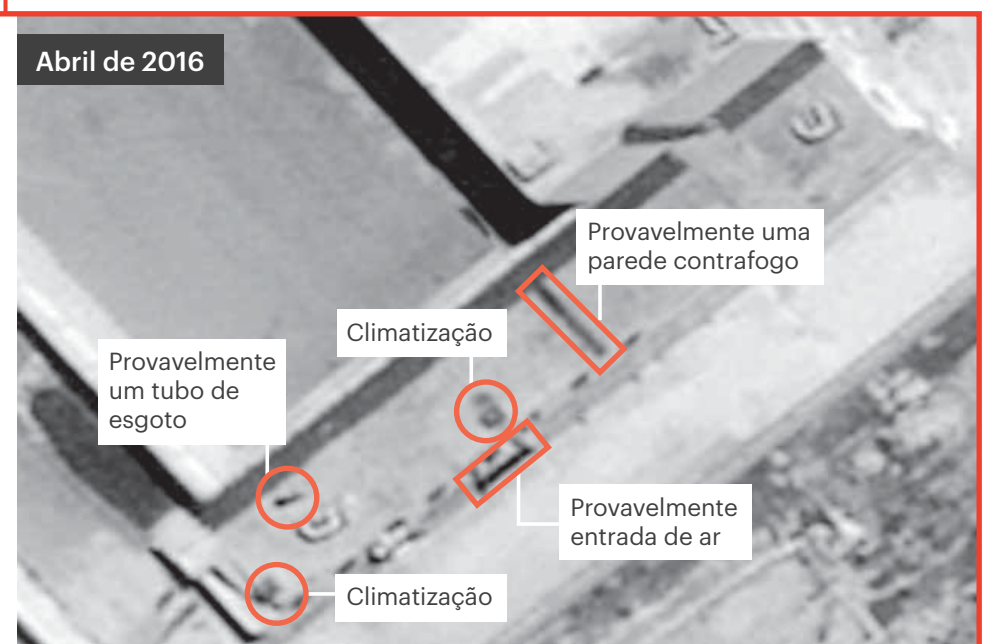 Abril de 2016
Provavelmente uma
parede contrafogo
Climatização
Provavelmente
um tubo de
esgoto
Provavelmente
entrada de ar
Climatização